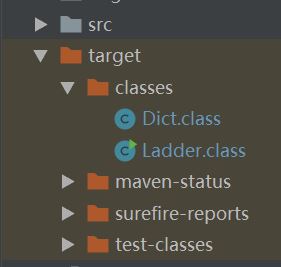 src
target
classes
Dict.class
Ladder.class
maven-status
surefire-reports
test-classes